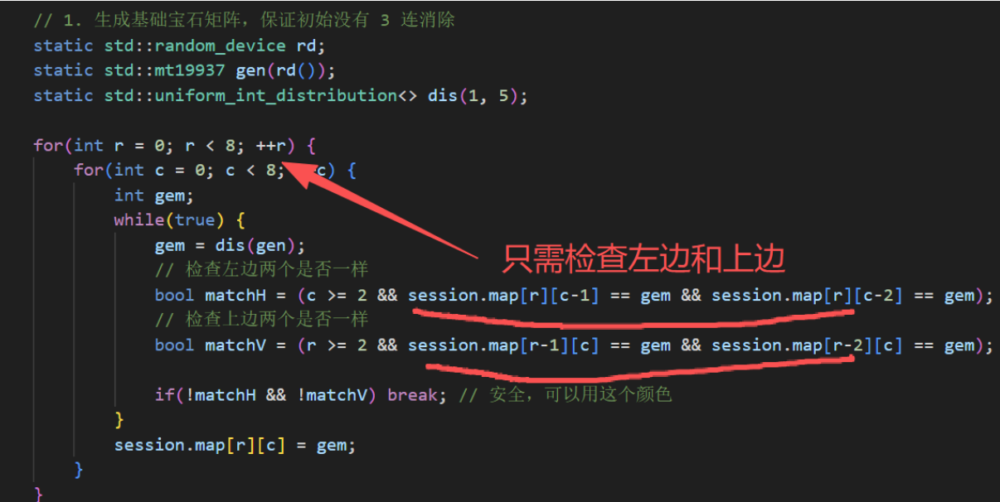 // 1. 生成基础宝石矩阵，保证初始没有 3 连消除
static std::random_device rd;
static std::mt19937 gen(rd());
static std::uniform_int_distribution<> dis(1, 5);
for(int r = 0; r < 8; ++r) {
for(int c = 0; c < 8; c) {
int gem;
while(true) {
gem = dis(gen);
// 检查左边两个是否一样
只需检查左边和上边
bool matchH = (c >= 2 && session.map[r][c-1] == gem && session.map[r][c-2] == gem);
// 检查上边两个是否一样
bool matchV = (r >= 2 && session.map[r-1][c] == gem && session.map[r-2][c] == gem);
if(!matchH && !matchV) break; // 安全，可以用这个颜色
}
session.map[r][c] = gem;
}
}